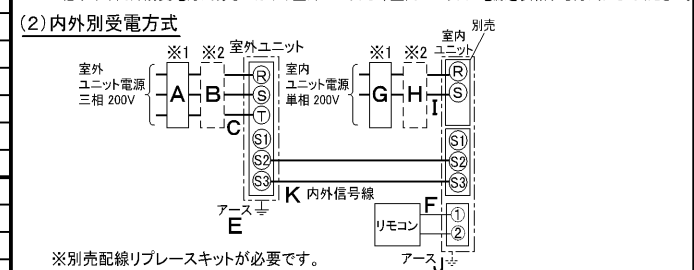 (2)内外別受電方式
※1 ※2 室外ユニット
室外
ユニット電源
三相 200V
A B
C
R
S
T
S1
S2
S3
アース
E
K 内外信号線
※1 ※2
室内
ユニット
別売
室内
ユニット電源
単相 200V
G H
I
R
S
S1
S2
S3
リモコン
F
①
②
アース
J
※別売配線リプレースキットが必要です。